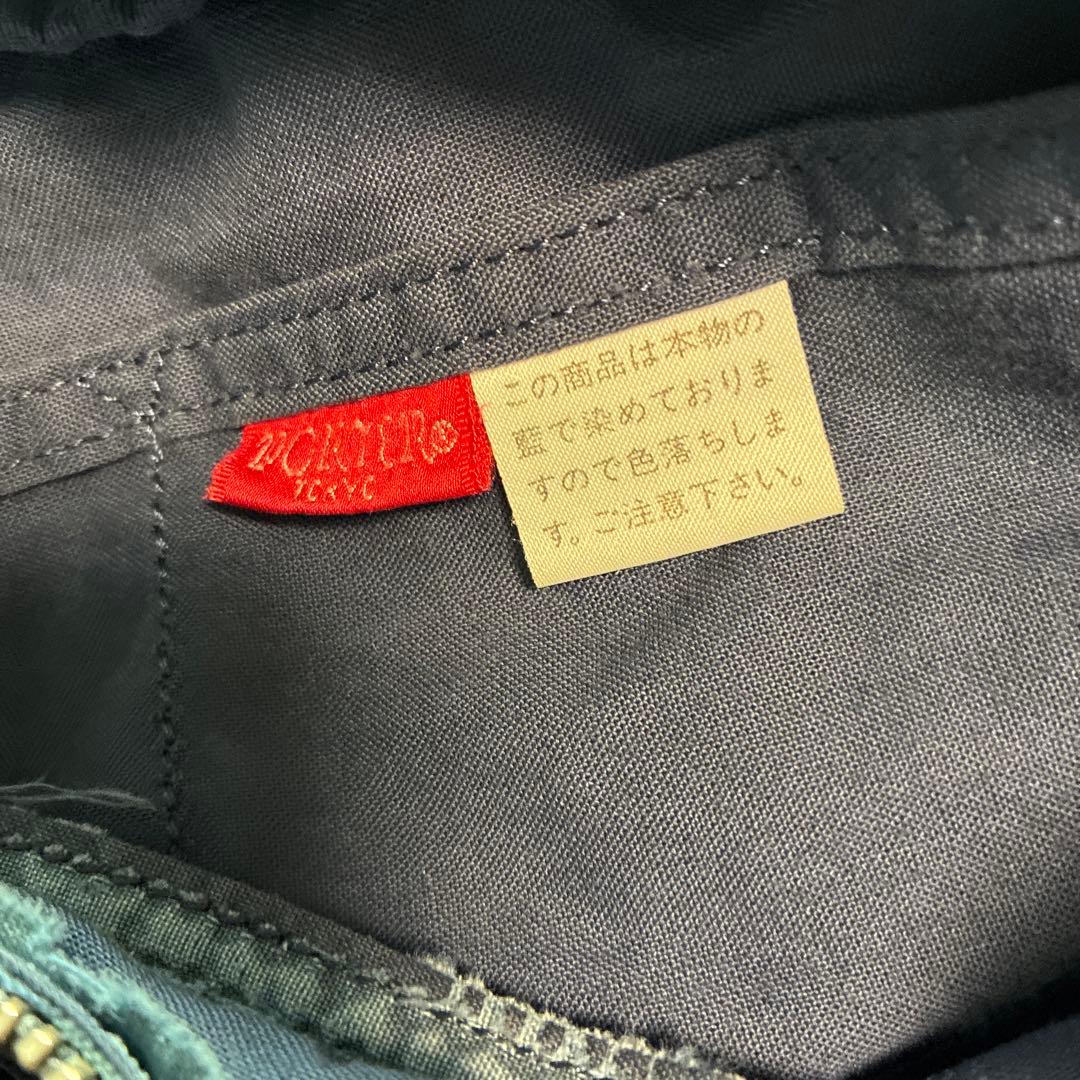 PORTER®
TOKYO
この商品は本物の
藍で染めておりま
すので色落ちしま
す。ご注意下さい。